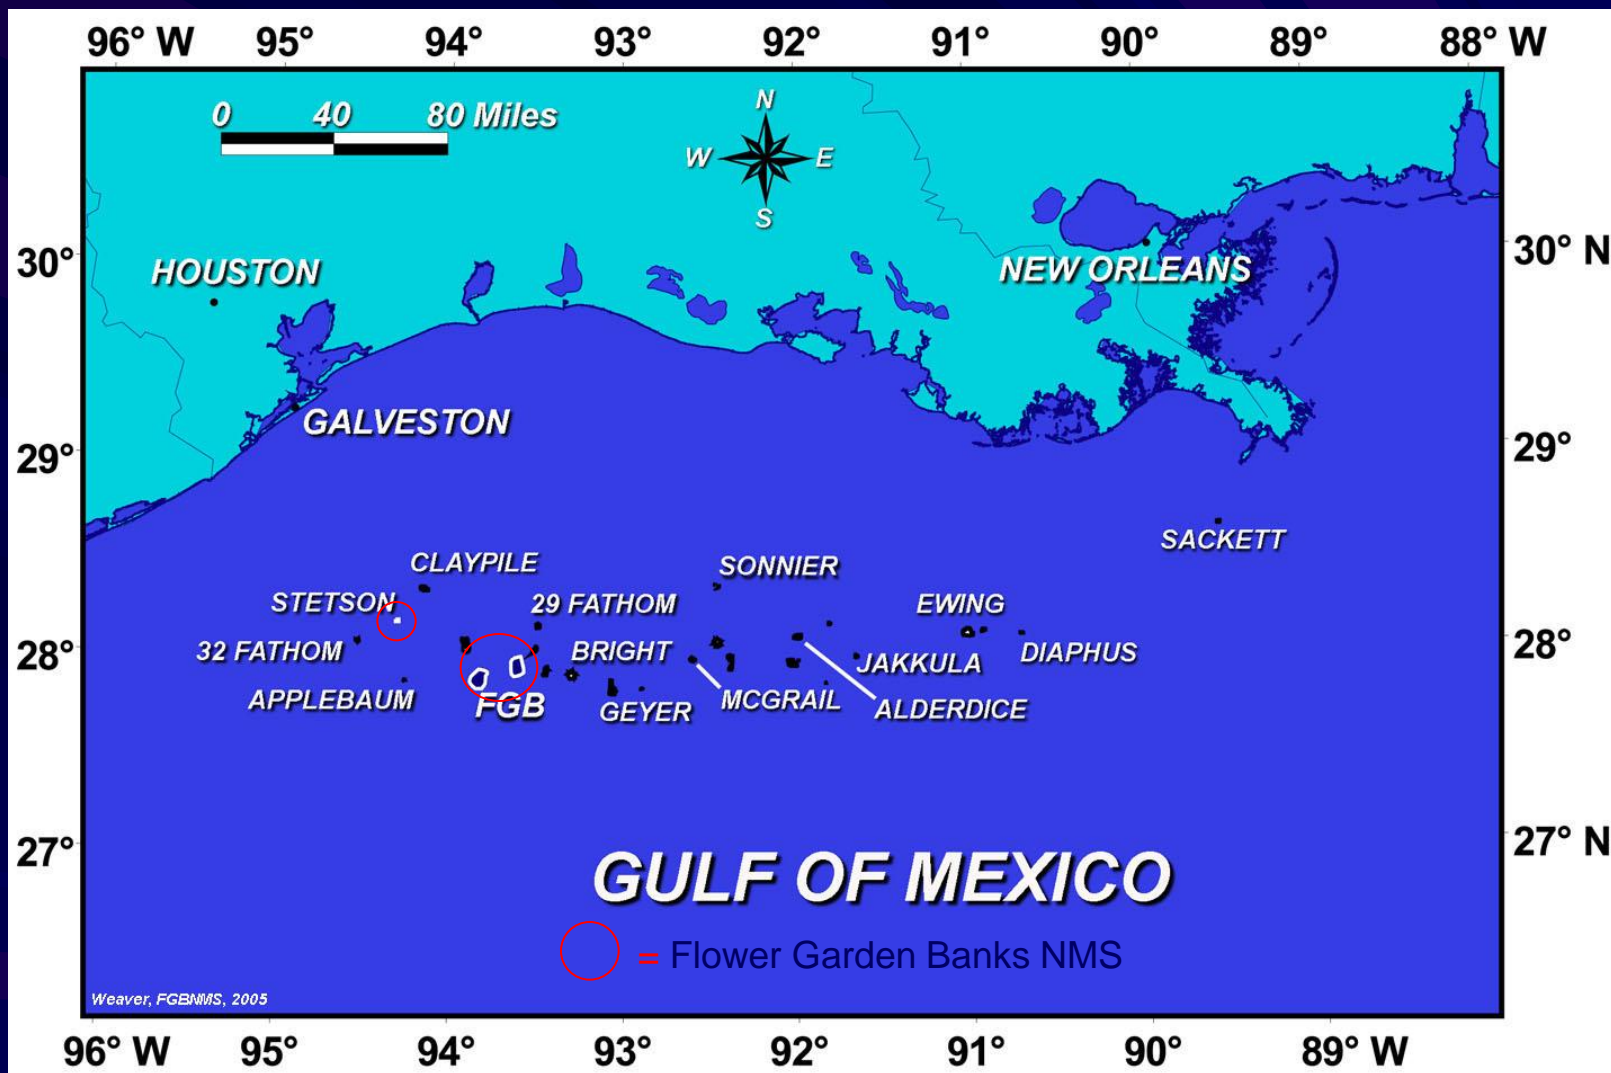 96° W 95° 94° 93° 92° 91° 90° 89° 88° W
0 40 80 Miles
N
W E
S
30° 30° N
HOUSTON
NEW ORLEANS
GALVESTON
29° 29°
SACKETT
CLAYPILE
SONNIER
STETSON
29 FATHOM
EWING
28° 28°
32 FATHOM
BRIGHT
JAKKULA
DIAPHUS
APPLEBAUM
FGB
GEYER
MCGRAIL
ALDERDICE
27° 27° N
GULF OF MEXICO
= Flower Garden Banks NMS
Weaver, FGBNMS, 2005
96° W 95° 94° 93° 92° 91° 90° 89° W